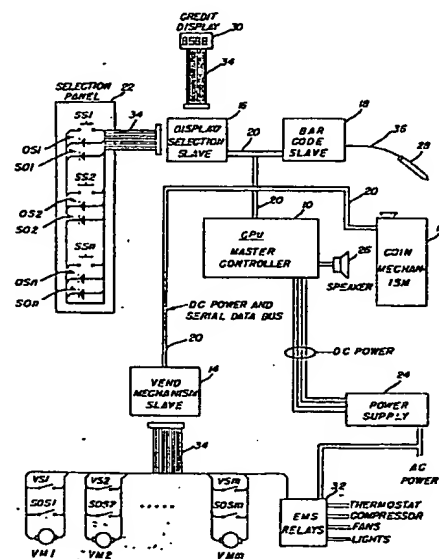 CREDIT
DISPLAY
30
8588
34
SELECTION
PANEL
22
34
SS1
OS1
SO1
SS2
OS2
SO2
SSn
OSn
SOn
16
DISPLAY
SELECTION
SLAVE
20
18
BAR
CODE
SLAVE
36
28
20
20
10
CPU
MASTER
CONTROLLER
26
SPEAKER
COIN
MECHAN-
ISM
DC POWER AND
SERIAL DATA BUS
DC POWER
20
14
VEND
MECHANISM
SLAVE
24
POWER
SUPPLY
34
AC
POWER
VS1
SOS1
VM1
VS2
SOS2
VM2
VSm
SOSm
VMm
32
EMS
RELAYS
THERMOSTAT
COMPRESSOR
FANS
LIGHTS